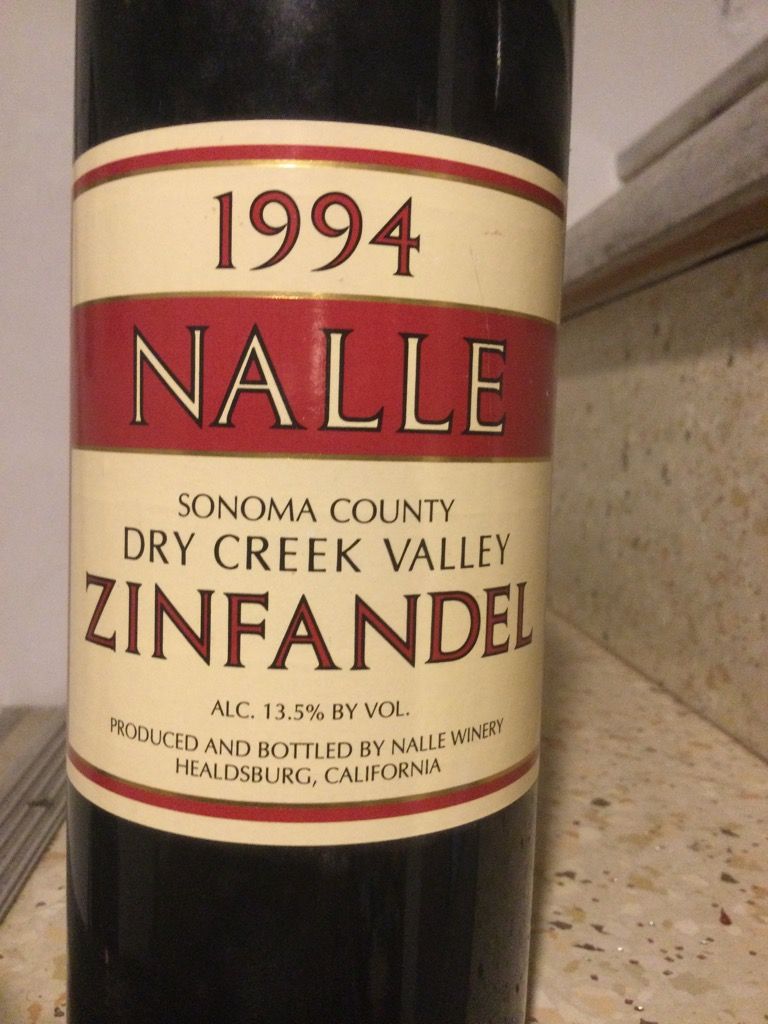 1994
NALLE
SONOMA COUNTY
DRY CREEK VALLEY
ZINFANDEL
ALC. 13.5% BY VOL.
PRODUCED AND BOTTLED BY NALLE WINERY
HEALDSBURG, CALIFORNIA